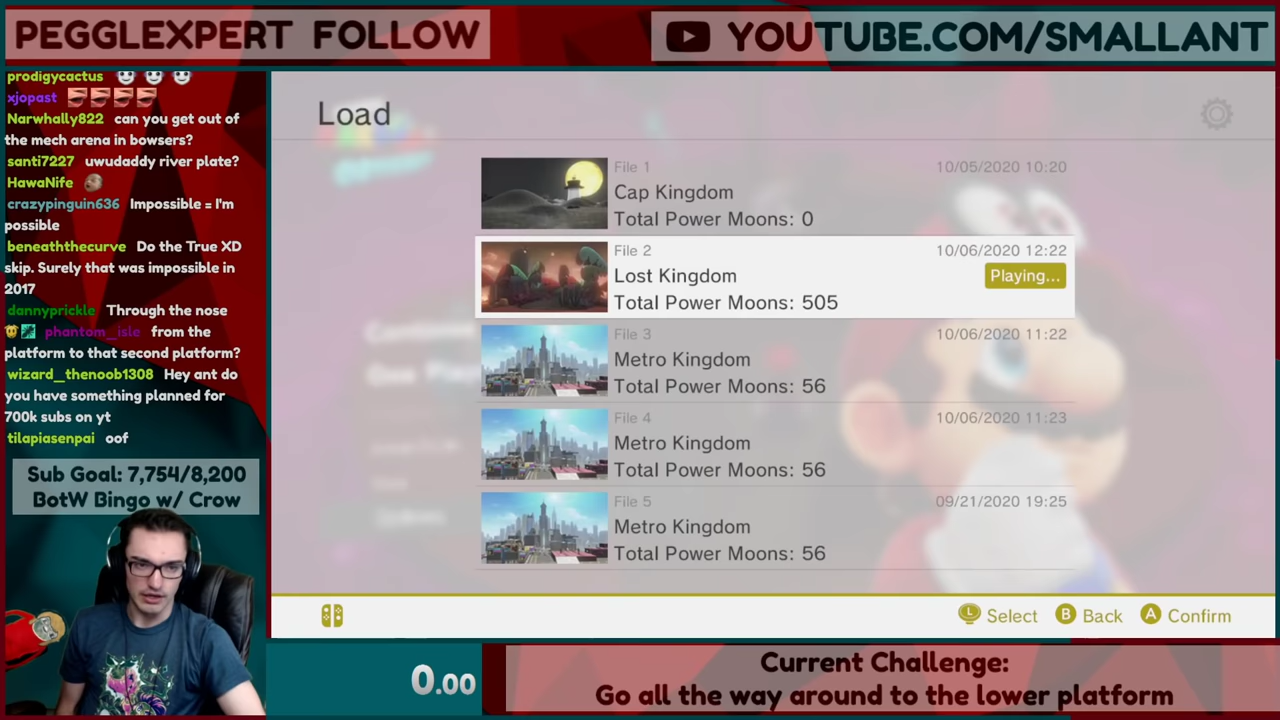 PEGGLEXPERT FOLLOW
YOUTUBE.COM/SMALLANT
prodigycactus
xjopast
Narwhally822 can you get out of
the mech arena in bowsers?
santi7227 uwudaddy river plate?
HawaNife
crazypinguin636 Impossible = I'm
possible
beneaththecurve Do the True XD
skip. Surely that was impossible in
2017
dannyprickle Through the nose
phantom_isle from the
platform to that second platform?
wizard_thenoob1308 Hey ant do
you have something planned for
700k subs on yt
tilapiasenpai oof
Sub Goal: 7,754/8,200
BotW Bingo w/ Crow
Load
File 1 10/05/2020 10:20
Cap Kingdom
Total Power Moons: 0
File 2 10/06/2020 12:22
Lost Kingdom Playing...
Total Power Moons: 505
File 3 10/06/2020 11:22
Metro Kingdom
Total Power Moons: 56
File 4 10/06/2020 11:23
Metro Kingdom
Total Power Moons: 56
File 5 09/21/2020 19:25
Metro Kingdom
Total Power Moons: 56
L Select B Back A Confirm
0.00
Current Challenge:
Go all the way around to the lower platform